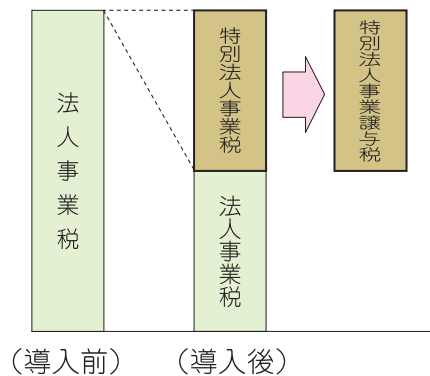 法人事業税
特別法人事業税
法人事業税
特別法人事業譲与税
（導入前）
（導入後）